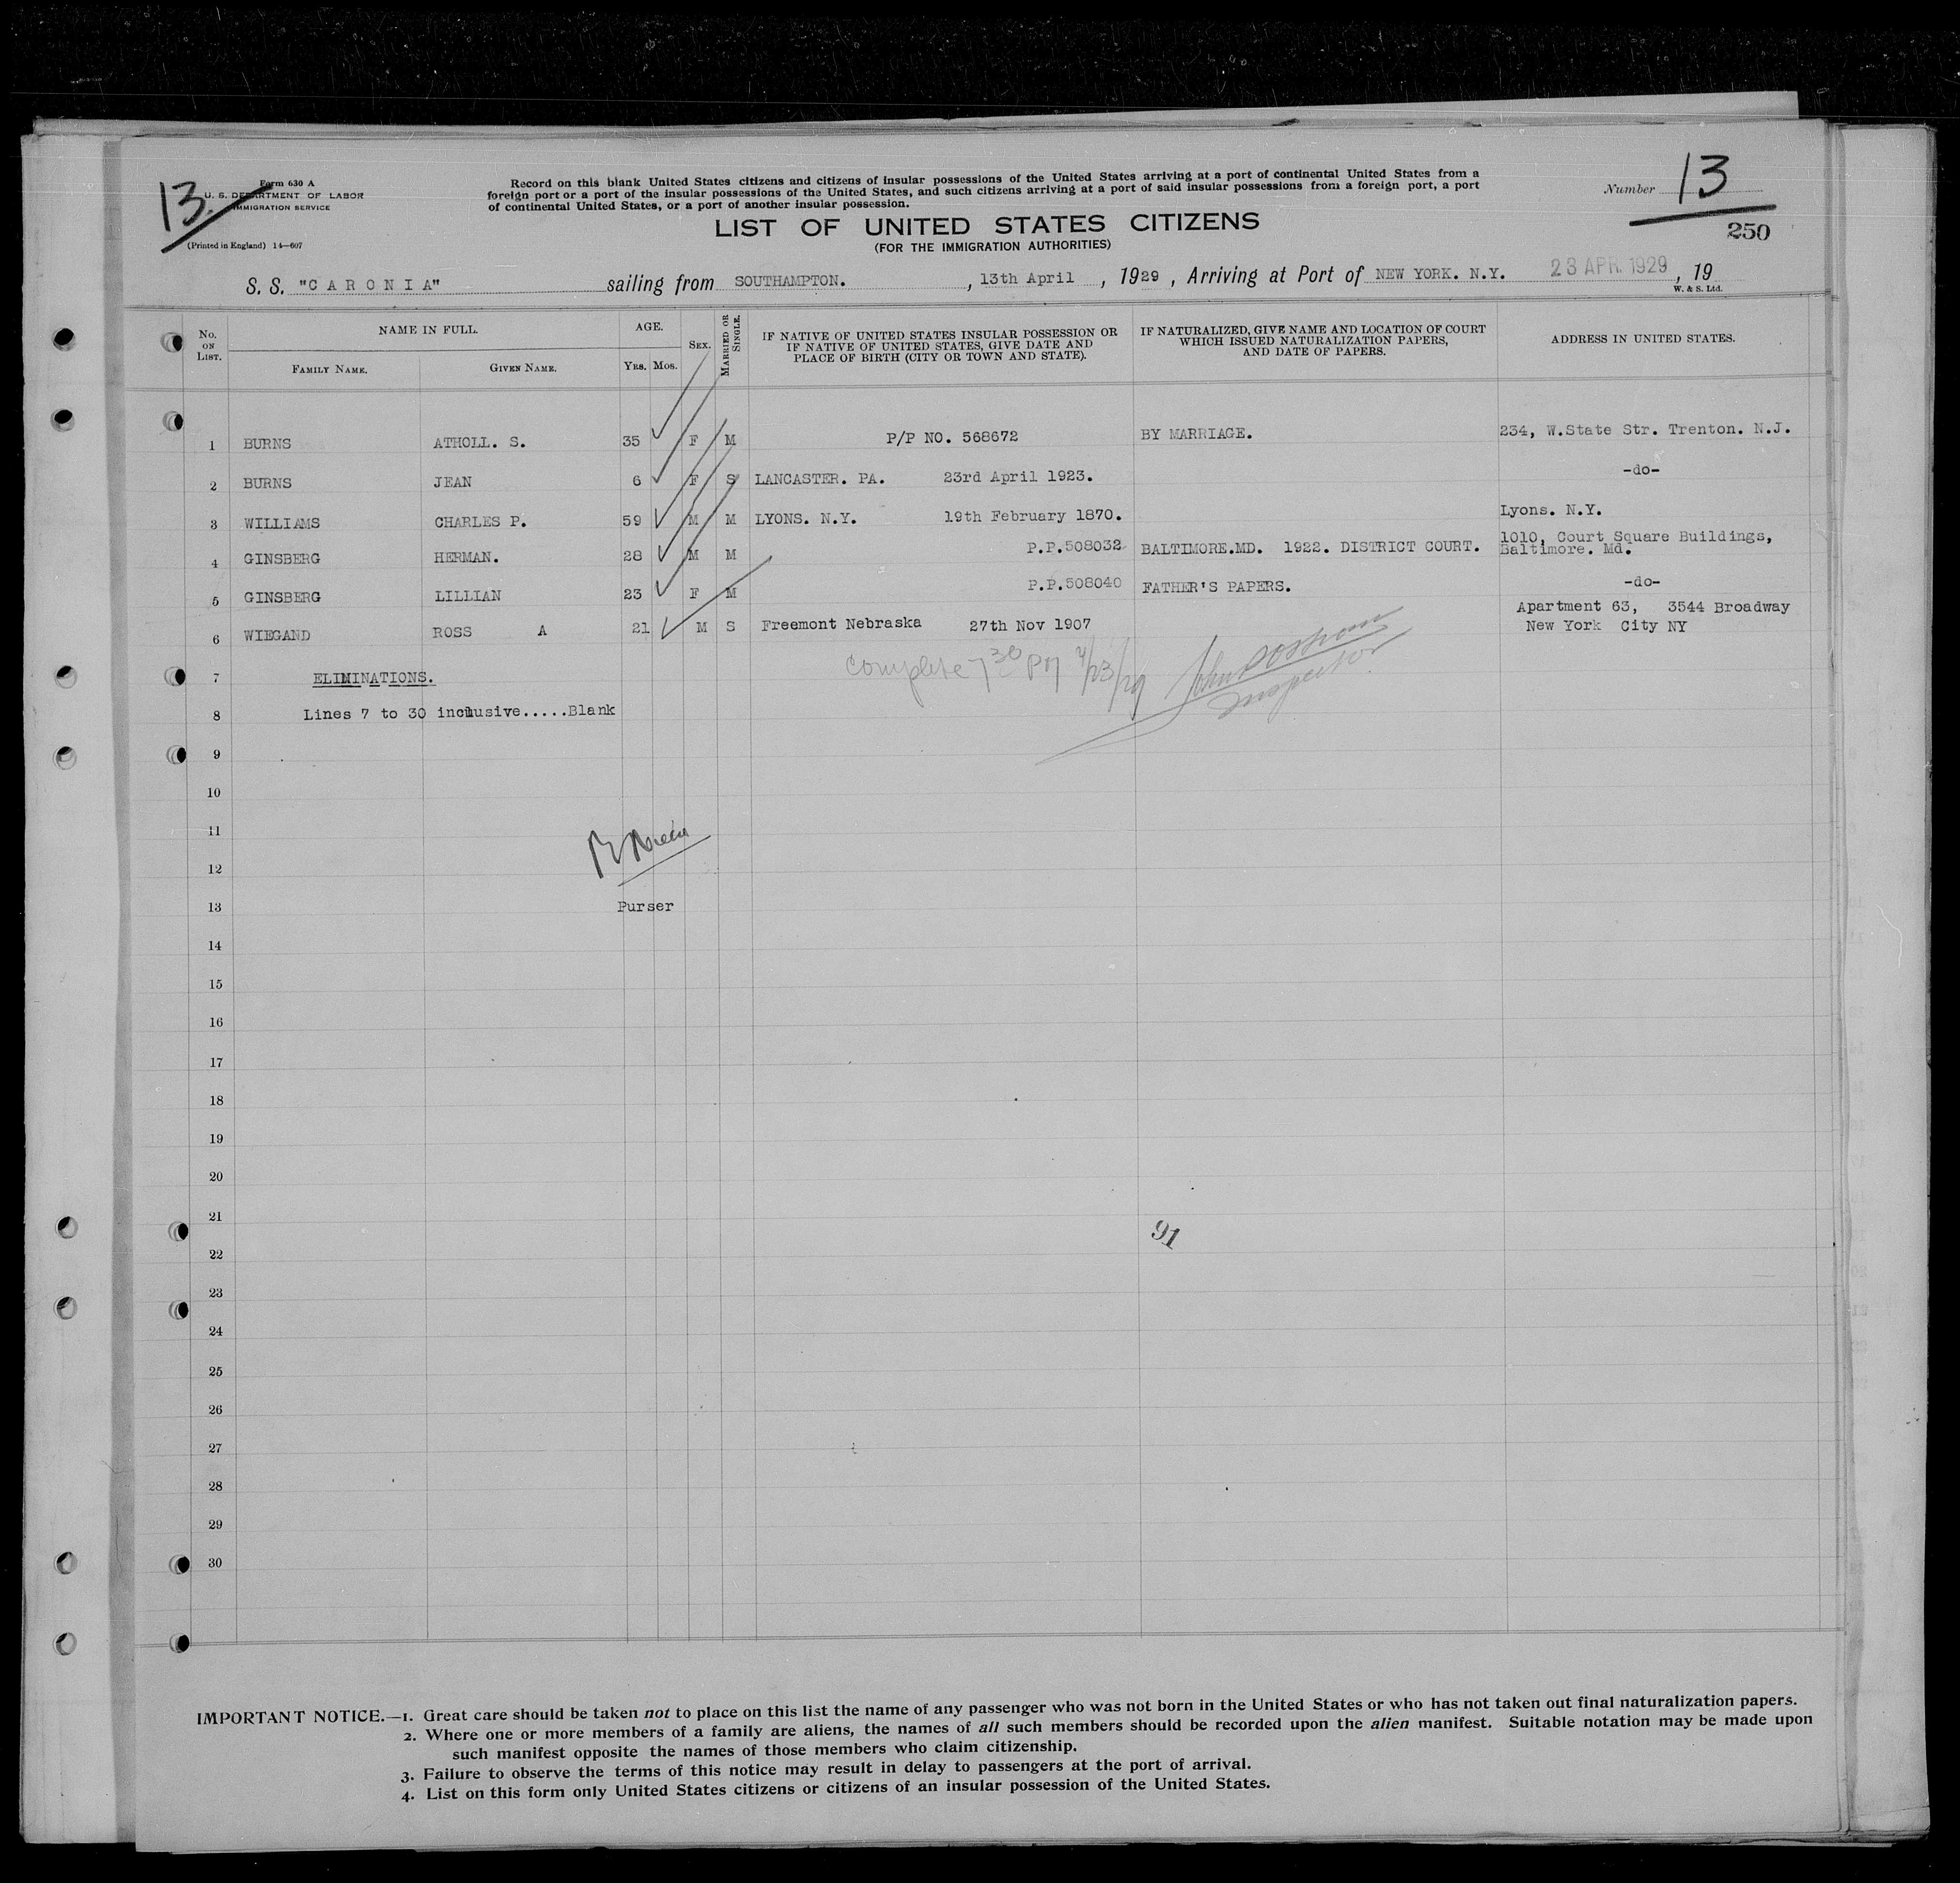 13.
Form 630 A
U. S. DEPARTMENT OF LABOR
IMMIGRATION SERVICE
(Printed in England) 14—607
Record on this blank United States citizens and citizens of insular possessions of the United States arriving at a port of continental United States from a
foreign port or a port of the insular possessions of the United States, and such citizens arriving at a port of said insular possessions from a foreign port, a port
of continental United States, or a port of another insular possession.
Number 13
250
LIST OF UNITED STATES CITIZENS
(FOR THE IMMIGRATION AUTHORITIES)
S. S. "CARONIA" sailing from SOUTHAMPTON. , 13th April , 1929 , Arriving at Port of NEW YORK. N.Y. 23 APR. 1929 , 19
W. & S. Ltd.
No. ON LIST. NAME IN FULL. AGE. SEX. MARRIED OR SINGLE. IF NATIVE OF UNITED STATES INSULAR POSSESSION OR IF NATIVE OF UNITED STATES, GIVE DATE AND PLACE OF BIRTH (CITY OR TOWN AND STATE). IF NATURALIZED, GIVE NAME AND LOCATION OF COURT WHICH ISSUED NATURALIZATION PAPERS, AND DATE OF PAPERS. ADDRESS IN UNITED STATES.
FAMILY NAME. GIVEN NAME. YRS. MOS.
1 BURNS ATHOLL. S. 35 F M P/P NO. 568672 BY MARRIAGE. 234, W.State Str. Trenton. N.J.
2 BURNS JEAN 6 F S LANCASTER. PA. 23rd April 1923. -do-
3 WILLIAMS CHARLES P. 59 M M LYONS. N.Y. 19th February 1870. Lyons. N.Y.
4 GINSBERG HERMAN. 28 M M P.P.508032 BALTIMORE.MD. 1922. DISTRICT COURT. 1010, Court Square Buildings, Baltimore. Md.
5 GINSBERG LILLIAN 23 F M P.P.508040 FATHER'S PAPERS. -do-
6 WIEGAND ROSS A 21 M S Freemont Nebraska 27th Nov 1907 Apartment 63, 3544 Broadway New York City NY
complete 7 30 PM 4/23/29 John
Inspector
7 ELIMINATIONS.
8 Lines 7 to 30 inclusive.....Blank
9
10
11
12
13 Purser
14
15
16
17
18
19
20
21
91
22
23
24
25
26
27
28
29
30
IMPORTANT NOTICE.—1. Great care should be taken not to place on this list the name of any passenger who was not born in the United States or who has not taken out final naturalization papers.
2. Where one or more members of a family are aliens, the names of all such members should be recorded upon the alien manifest. Suitable notation may be made upon
such manifest opposite the names of those members who claim citizenship.
3. Failure to observe the terms of this notice may result in delay to passengers at the port of arrival.
4. List on this form only United States citizens or citizens of an insular possession of the United States.